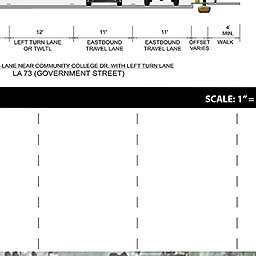 12' 11" 11' 4'
LEFT TURN LANE EASTBOUND EASTBOUND OFFSET MIN.
OR TWLTL TRAVEL LANE TRAVEL LANE VARIES WALK
-LANE NEAR COMMUNITY COLLEGE DR. WITH LEFT TURN LANE
LA 73 (GOVERNMENT STREET)
SCALE: 1"=